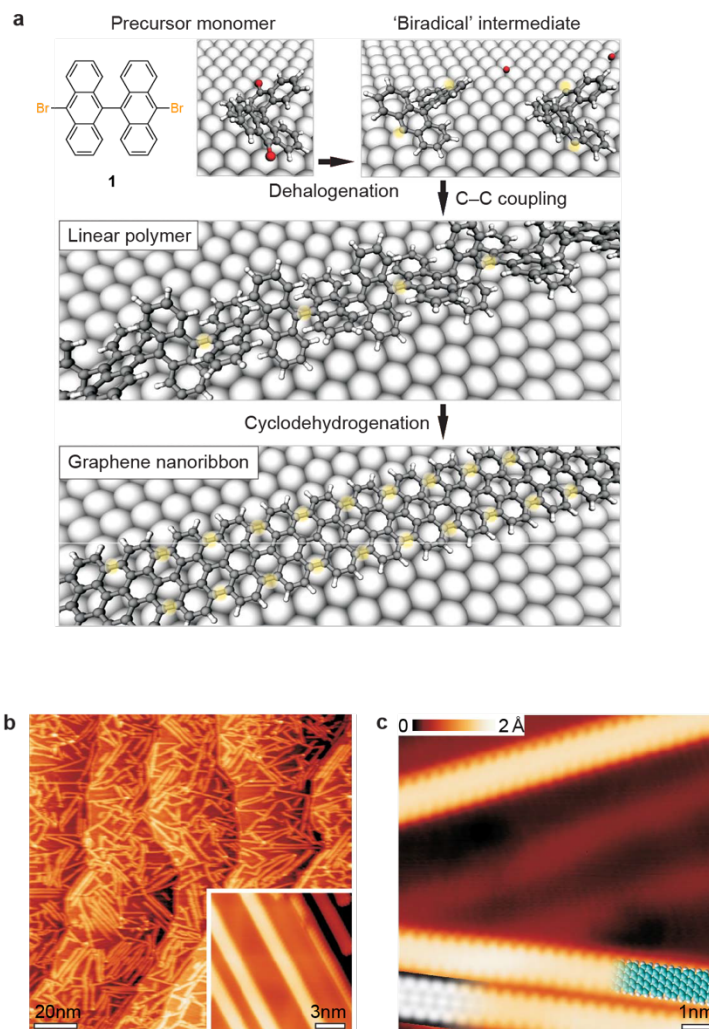 a
Precursor monomer
'Biradical' intermediate
Br
Br
1
Dehalogenation
C–C coupling
Linear polymer
Cyclodehydrogenation
Graphene nanoribbon
b
20nm
3nm
c
0 2 Å
1nm